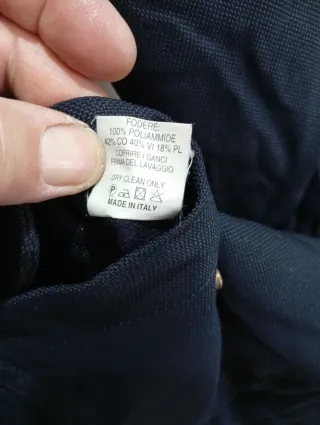 FODERE:
100% POLIAMMIDE
42% CO 40% VI 18% PL
COPRIRE I GANCI
PRIMA DEL LAVAGGIO
DRY CLEAN ONLY
MADE IN ITALY